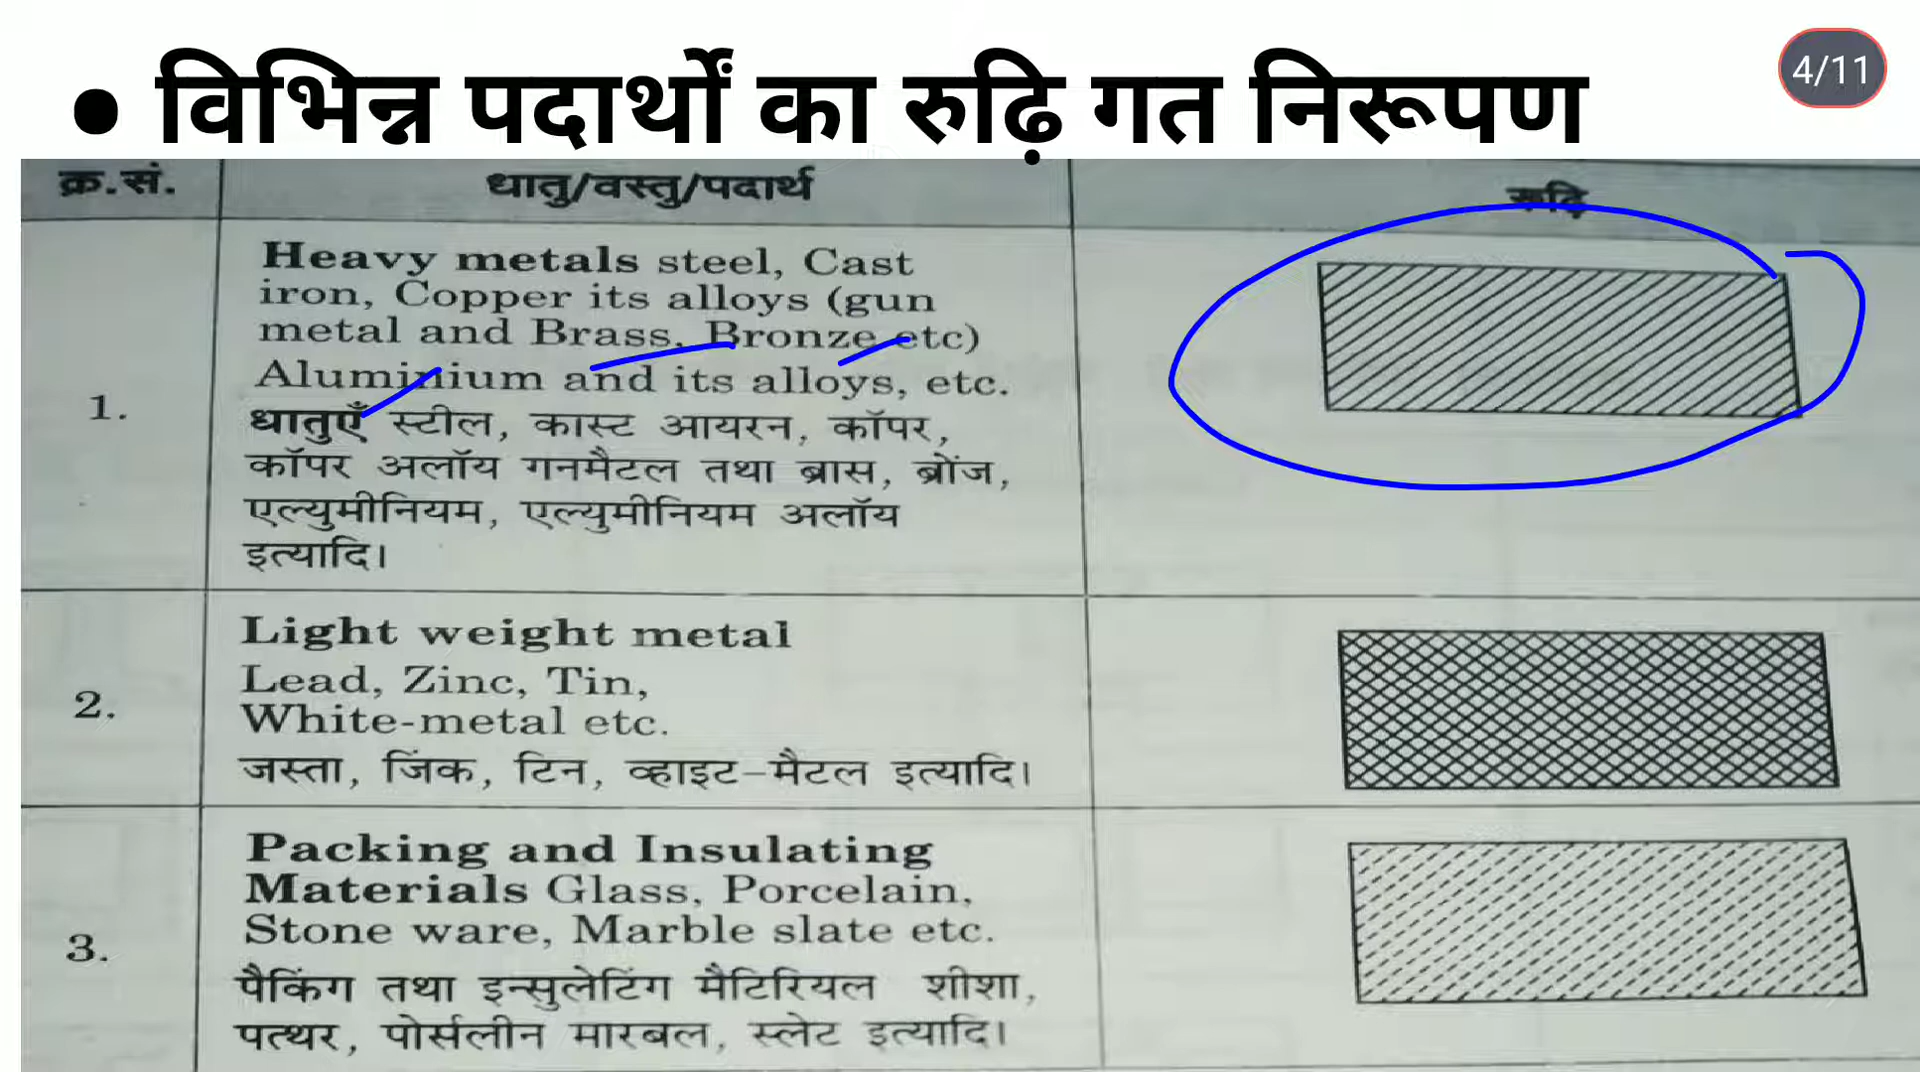 • विभिन्न पदार्थों का रुढ़ि गत निरूपण
4/11
क्र.सं. धातु/वस्तु/पदार्थ रूढ़ि
1.
Heavy metals steel, Cast
iron, Copper its alloys (gun
metal and Brass, Bronze etc)
Aluminium and its alloys, etc.
धातुएँ स्टील, कास्ट आयरन, कॉपर,
कॉपर अलॉय गनमैटल तथा ब्रास, ब्रोंज,
एल्युमीनियम, एल्युमीनियम अलॉय
इत्यादि।
2.
Light weight metal
Lead, Zinc, Tin,
White-metal etc.
जस्ता, जिंक, टिन, व्हाइट-मैटल इत्यादि।
3.
Packing and Insulating
Materials Glass, Porcelain,
Stone ware, Marble slate etc.
पैकिंग तथा इन्सुलेटिंग मैटिरियल शीशा,
पत्थर, पोर्सलीन मारबल, स्लेट इत्यादि।